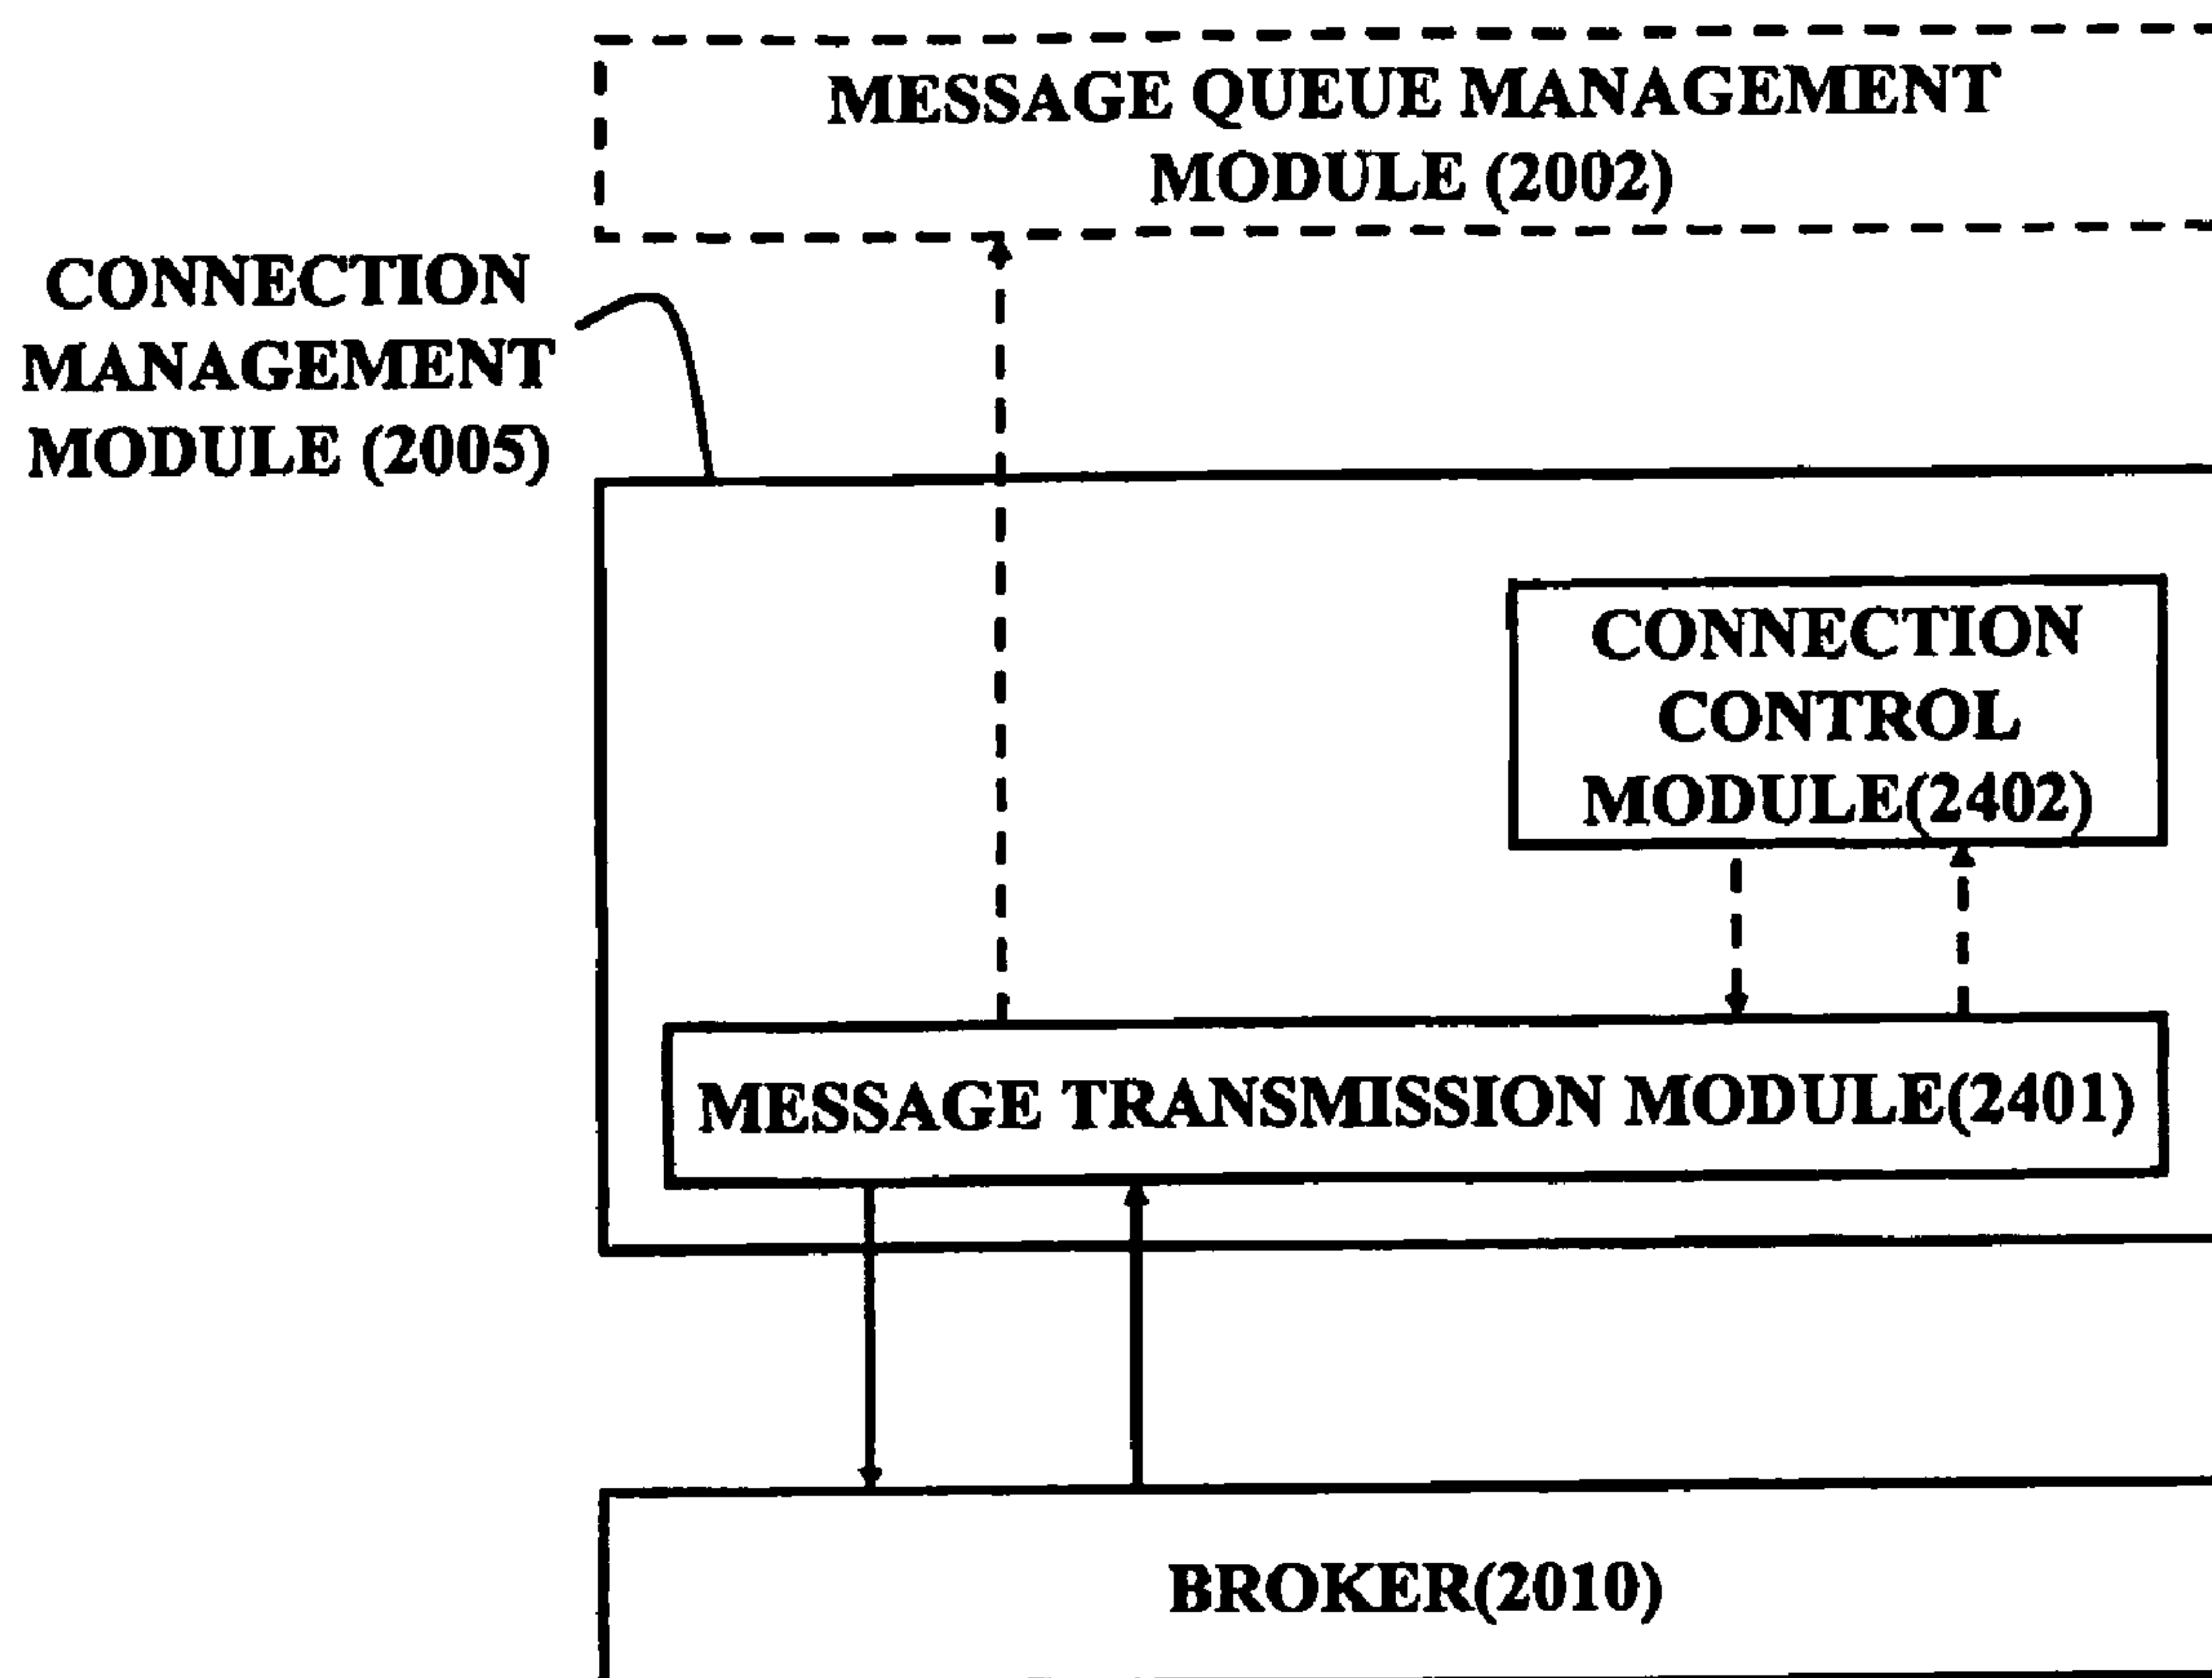 MESSAGE QUEUE MANAGEMENT
MODULE (2002)
CONNECTION
MANAGEMENT
MODULE (2005)
CONNECTION
CONTROL
MODULE(2402)
MESSAGE TRANSMISSION MODULE(2401)
BROKER(2010)